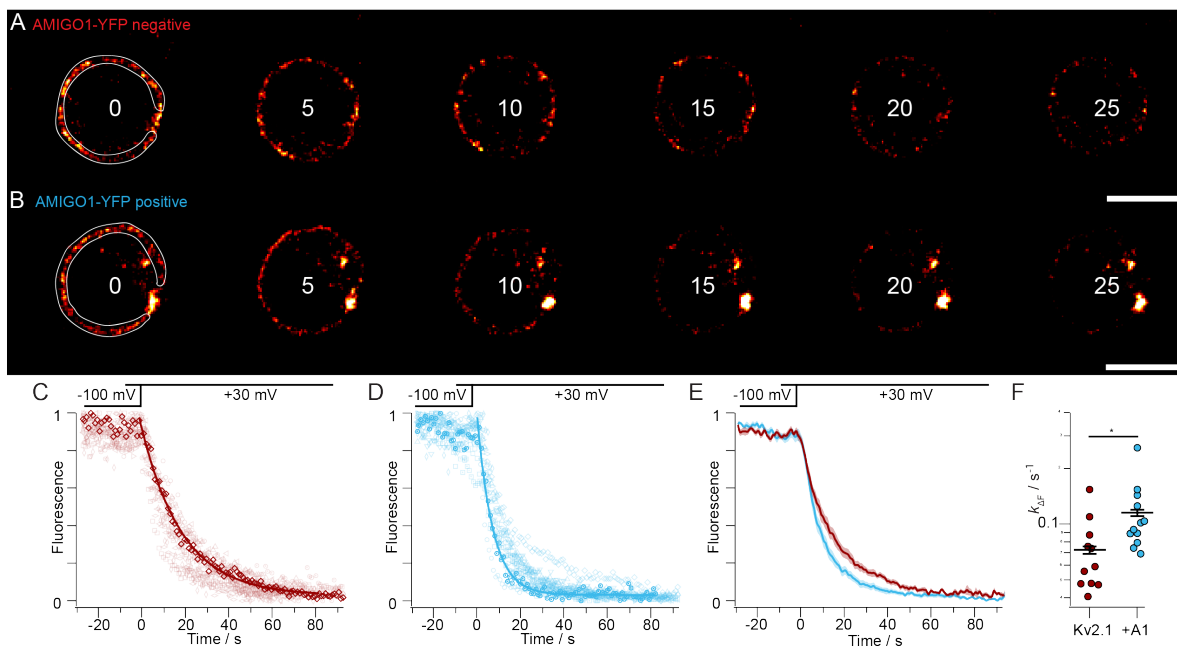 A AMIGO1-YFP negative
0 5 10 15 20 25
B AMIGO1-YFP positive
0 5 10 15 20 25
C -100 mV +30 mV
1
Fluorescence
0
-20 0 20 40 60 80
Time / s
D -100 mV +30 mV
1
Fluorescence
0
-20 0 20 40 60 80
Time / s
E -100 mV +30 mV
1
Fluorescence
0
-20 0 20 40 60 80
Time / s
F
*
k ΔF / s-1
0.1
Kv2.1 +A1